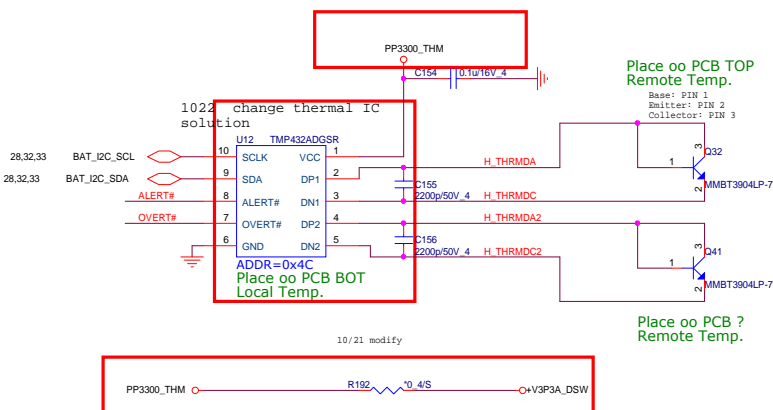 PP3300_THM
C154
0.1u/16V_4
Place oo PCB TOP
Remote Temp.
Base: PIN 1
Emitter: PIN 2
Collector: PIN 3
1022 change thermal IC
solution
U12 TMP432ADGSR
28,32,33 BAT_I2C_SCL
10 SCLK VCC 1
28,32,33 BAT_I2C_SDA
9 SDA DP1 2
ALERT# 8 ALERT# DN1 3
OVERT# 7 OVERT# DP2 4
6 GND DN2 5
ADDR=0x4C
Place oo PCB BOT
Local Temp.
H_THRMDA
C155
2200p/50V_4 H_THRMDC
H_THRMDA2
C156
2200p/50V_4 H_THRMDC2
1 3 2 Q32
MMBT3904LP-7
1 3 2 Q41
MMBT3904LP-7
Place oo PCB ?
Remote Temp.
10/21 modify
PP3300_THM R192 *0_4/S +V3P3A_DSW